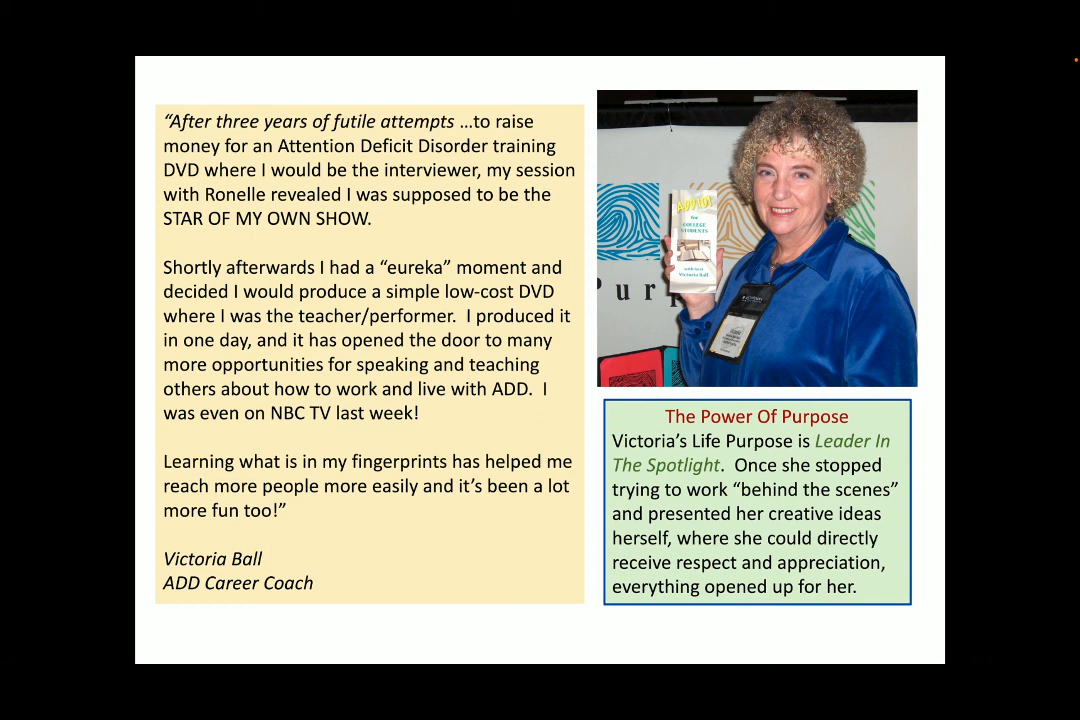 “After three years of futile attempts …to raise
money for an Attention Deficit Disorder training
DVD where I would be the interviewer, my session
with Ronelle revealed I was supposed to be the
STAR OF MY OWN SHOW.
Shortly afterwards I had a “eureka” moment and
decided I would produce a simple low-cost DVD
where I was the teacher/performer.  I produced it
in one day, and it has opened the door to many
more opportunities for speaking and teaching
others about how to work and live with ADD.  I
was even on NBC TV last week!
Learning what is in my fingerprints has helped me
reach more people more easily and it’s been a lot
more fun too!”
Victoria Ball
ADD Career Coach
for
COLLEGE
STUDENTS
with host
Victoria Ball
Pur
The Power Of Purpose
Victoria’s Life Purpose is Leader In
The Spotlight.  Once she stopped
trying to work “behind the scenes”
and presented her creative ideas
herself, where she could directly
receive respect and appreciation,
everything opened up for her.